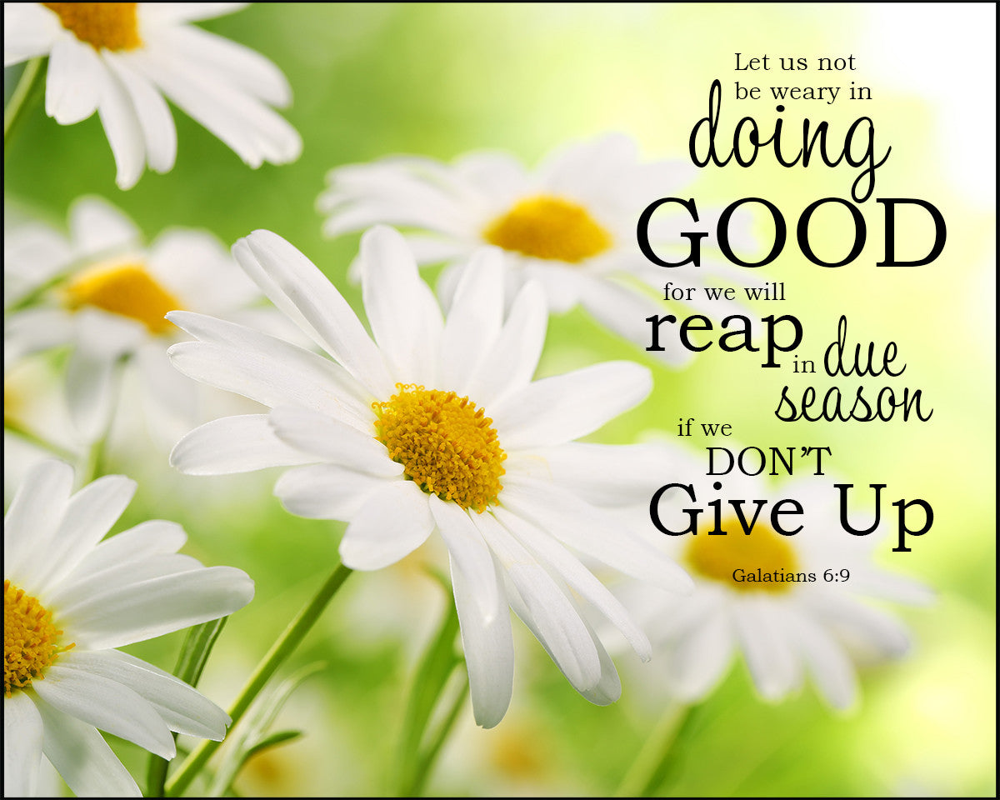 Let us not
be weary in
doing
GOOD
for we will
reap
in due
season
if we
DON'T
Give Up
Galatians 6:9